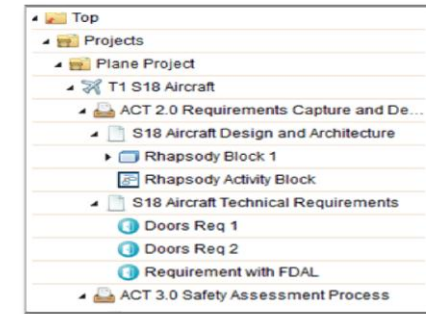 Top
Projects
Plane Project
T1 S18 Aircraft
ACT 2.0 Requirements Capture and De...
S18 Aircraft Design and Architecture
Rhapsody Block 1
Rhapsody Activity Block
S18 Aircraft Technical Requirements
Doors Req 1
Doors Req 2
Requirement with FDAL
ACT 3.0 Safety Assessment Process